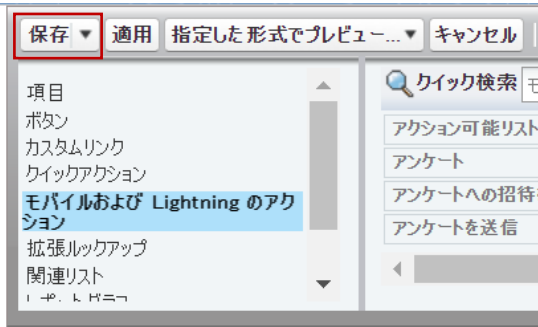 保存 ▼ 適用 指定した形式でプレビュー...▼ キャンセル
項目
ボタン
カスタムリンク
クイックアクション
モバイルおよび Lightning のアク
ション
拡張ルックアップ
関連リスト
クイック検索
アクション可能リスト
アンケート
アンケートへの招待
アンケートを送信